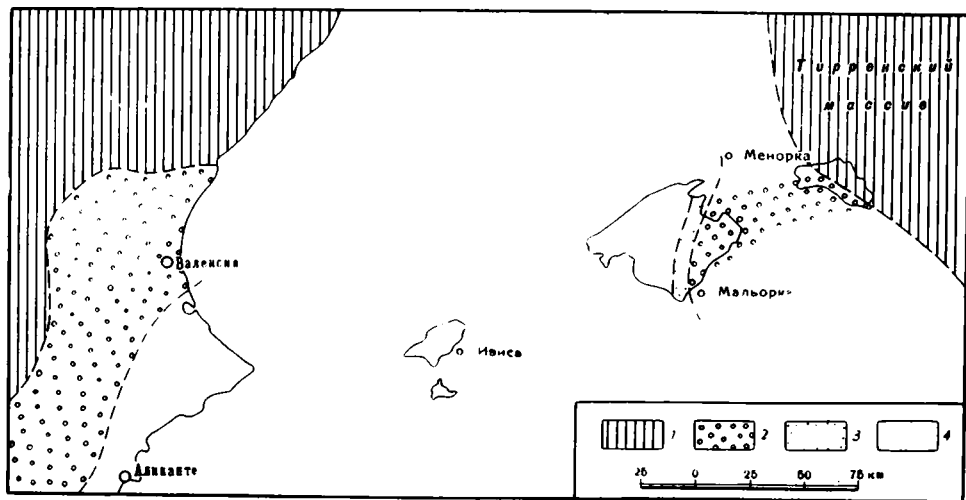 Тирренский
массив
Менорка
Валенсия
Мальорка
Ивиса
Аликанте
1 2 3 4
25 0 25 50 75 км